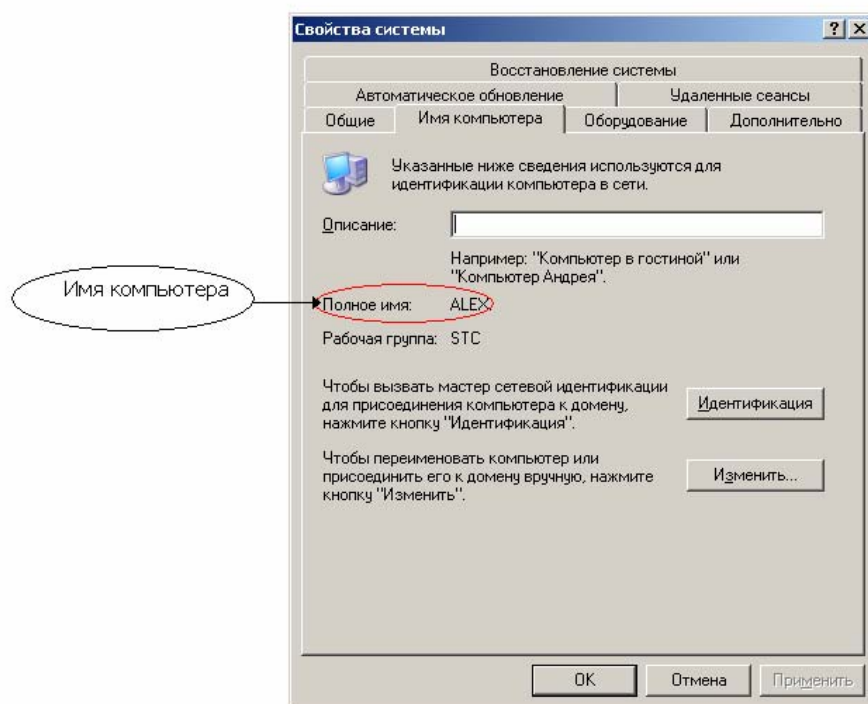 Свойства системы
Восстановление системы
Автоматическое обновление
Удаленные сеансы
Общие
Имя компьютера
Оборудование
Дополнительно
Указанные ниже сведения используются для
идентификации компьютера в сети.
Описание:
Например: "Компьютер в гостиной" или
"Компьютер Андрея".
Имя компьютера
Полное имя: ALEX.
Рабочая группа: STC
Чтобы вызвать мастер сетевой идентификации
для присоединения компьютера к домену,
нажмите кнопку "Идентификация".
Идентификация
Чтобы переименовать компьютер или
присоединить его к домену вручную, нажмите
кнопку "Изменить".
Изменить...
OK
Отмена
Применить